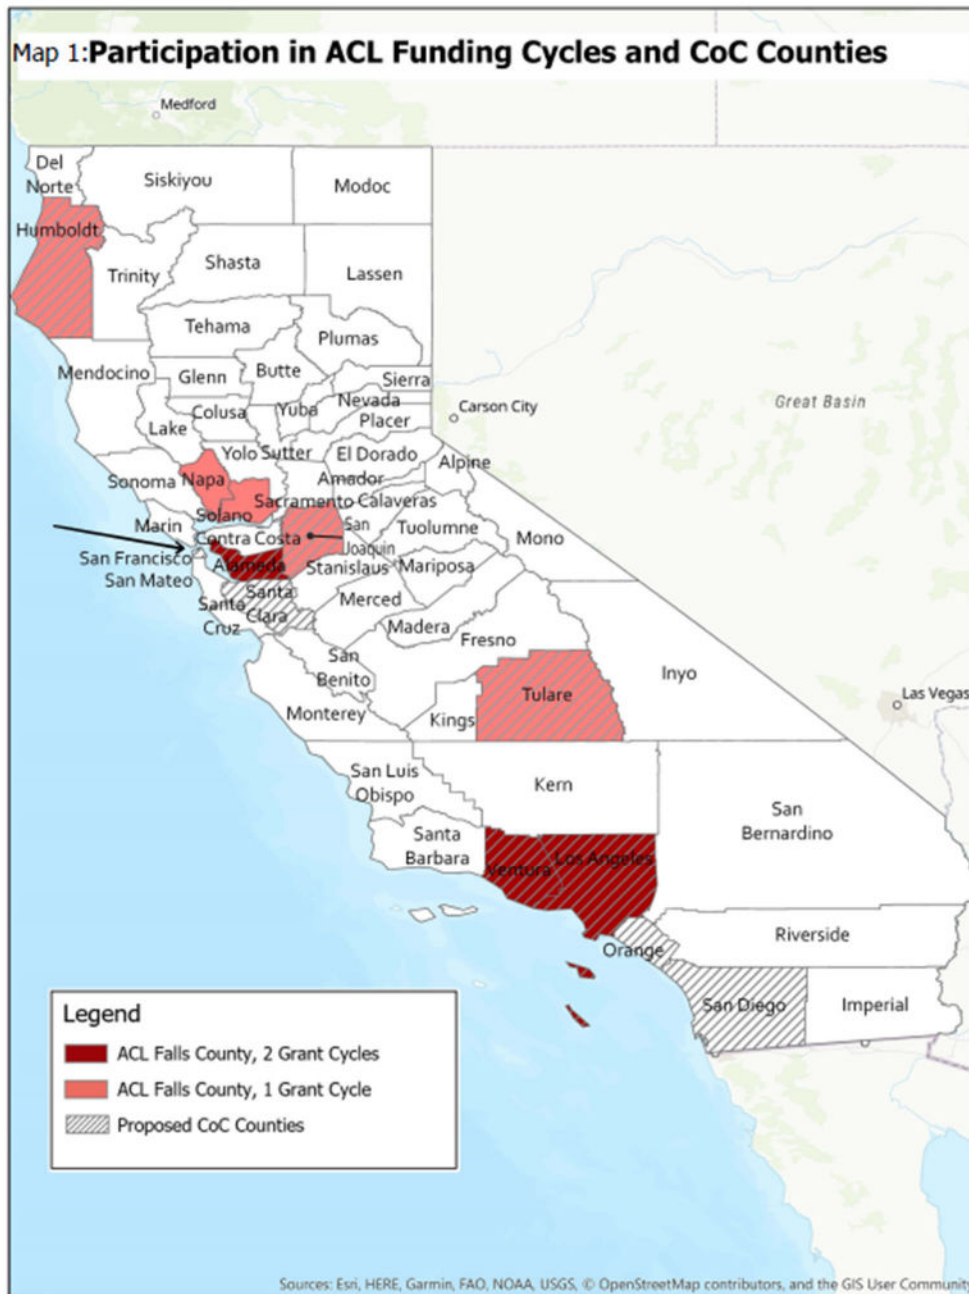 Map 1:Participation in ACL Funding Cycles and CoC Counties
Medford
Del
Norte
Siskiyou
Modoc
Humboldt
Trinity
Shasta
Lassen
Tehama
Plumas
Mendocino
Glenn
Butte
Sierra
Colusa
Yuba
Nevada
Placer
Carson City
Great Basin
Lake
Yolo
Sutter
El Dorado
Alpine
Sonoma
Napa
Amador
Sacramento
Calaveras
Solano
Marin
Contra Costa
San
Joaquin
Tuolumne
Mono
San Francisco
San Mateo
Alameda
Stanislaus
Mariposa
Santa
Clara
Santa
Cruz
Merced
Madera
Fresno
San
Benito
Inyo
Monterey
Kings
Tulare
Las Vegas
San Luis
Obispo
Kern
San
Bernardino
Santa
Barbara
Ventura
Los Angeles
Orange
Riverside
San Diego
Imperial
Legend
ACL Falls County, 2 Grant Cycles
ACL Falls County, 1 Grant Cycle
Proposed CoC Counties
Sources: Esri, HERE, Garmin, FAO, NOAA, USGS, © OpenStreetMap contributors, and the GIS User Community